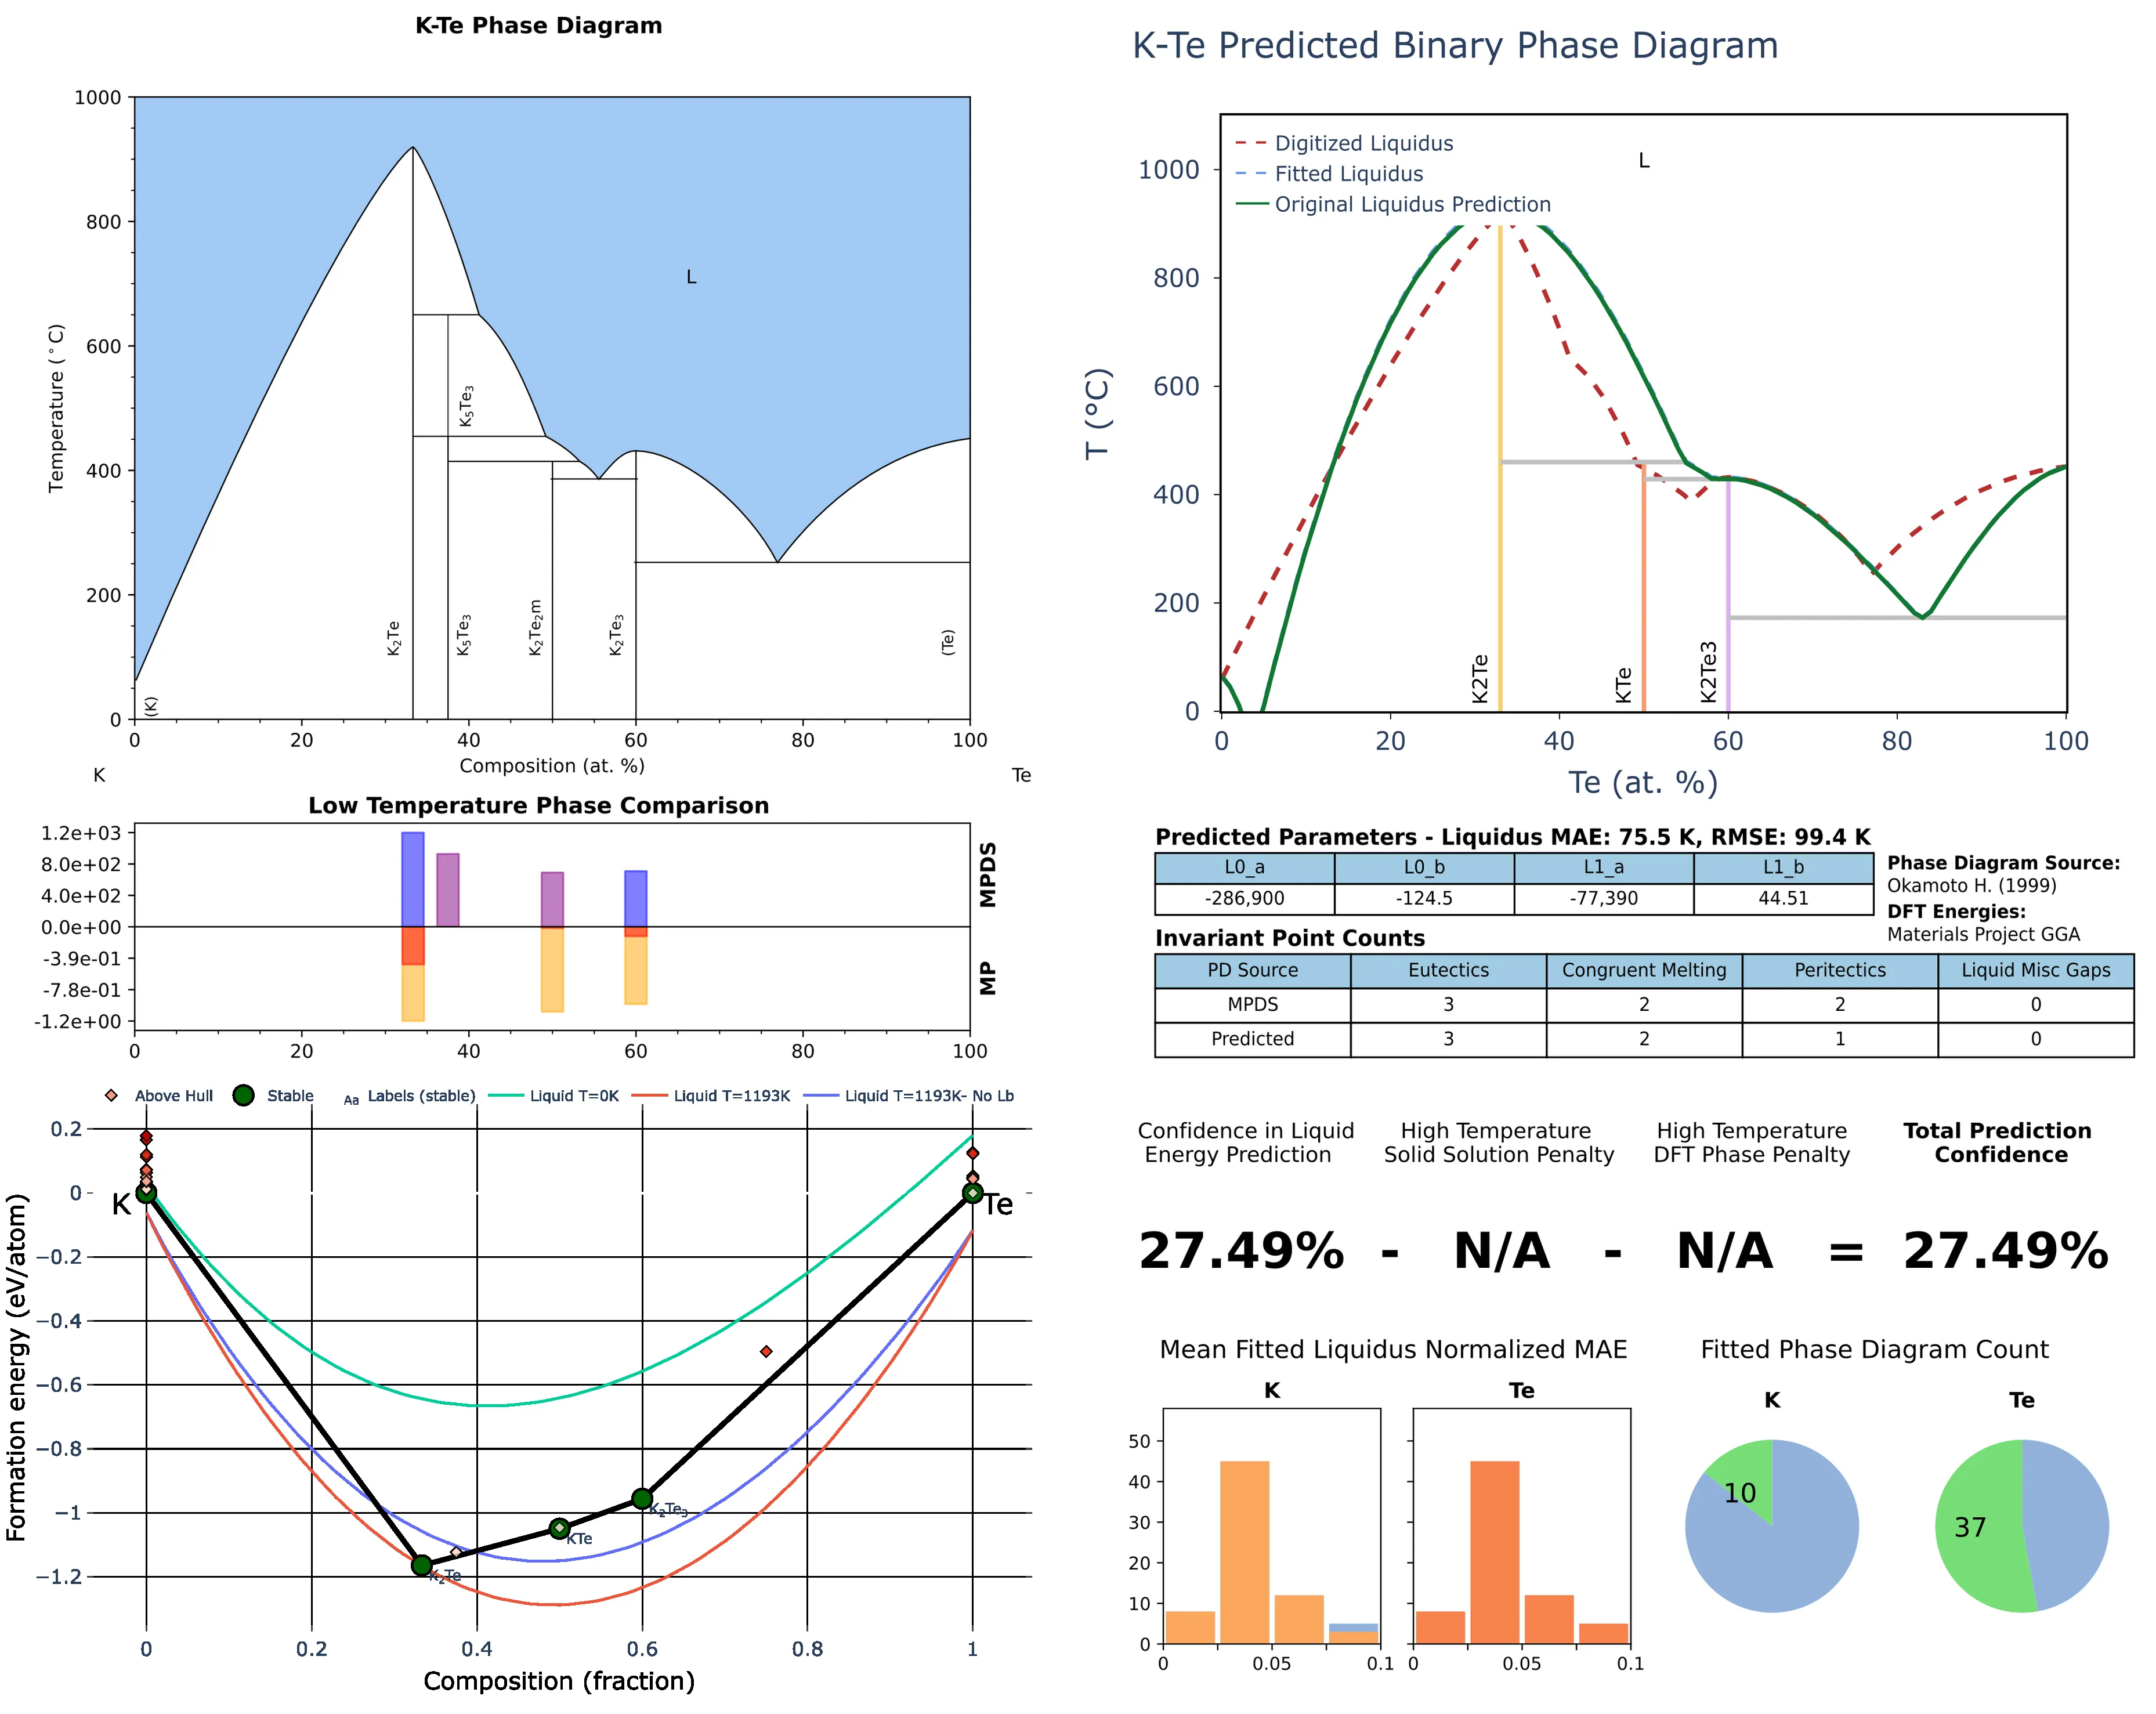 K-Te Phase Diagram
1000
800
600
400
200
0
Temperature (°C)
L
K5Te3
K2Te
K5Te3
K2Te2m
K2Te3
(Te)
(K)
0 20 40 60 80 100
Composition (at. %)
K
Te
Low Temperature Phase Comparison
1.2e+03
8.0e+02
4.0e+02
0.0e+00
-3.9e-01
-7.8e-01
-1.2e+00
MPDS
MP
0 20 40 60 80 100
Above Hull
Stable
Aa Labels (stable)
Liquid T=0K
Liquid T=1193K
Liquid T=1193K- No Lb
0.2
0
−0.2
−0.4
−0.6
−0.8
−1
−1.2
Formation energy (eV/atom)
K
Te
K2Te
KTe
K2Te3
0 0.2 0.4 0.6 0.8 1
Composition (fraction)
K-Te Predicted Binary Phase Diagram
Digitized Liquidus
Fitted Liquidus
Original Liquidus Prediction
L
1000
800
600
400
200
0
T (°C)
K2Te
KTe
K2Te3
0 20 40 60 80 100
Te (at. %)
Predicted Parameters - Liquidus MAE: 75.5 K, RMSE: 99.4 K
L0_a L0_b L1_a L1_b
-286,900 -124.5 -77,390 44.51
Phase Diagram Source:
Okamoto H. (1999)
DFT Energies:
Materials Project GGA
Invariant Point Counts
PD Source Eutectics Congruent Melting Peritectics Liquid Misc Gaps
MPDS 3 2 2 0
Predicted 3 2 1 0
Confidence in Liquid
Energy Prediction
High Temperature
Solid Solution Penalty
High Temperature
DFT Phase Penalty
Total Prediction
Confidence
27.49% - N/A - N/A = 27.49%
Mean Fitted Liquidus Normalized MAE
K
Te
50
40
30
20
10
0
0 0.05 0.1
0 0.05 0.1
Fitted Phase Diagram Count
K
Te
10
37